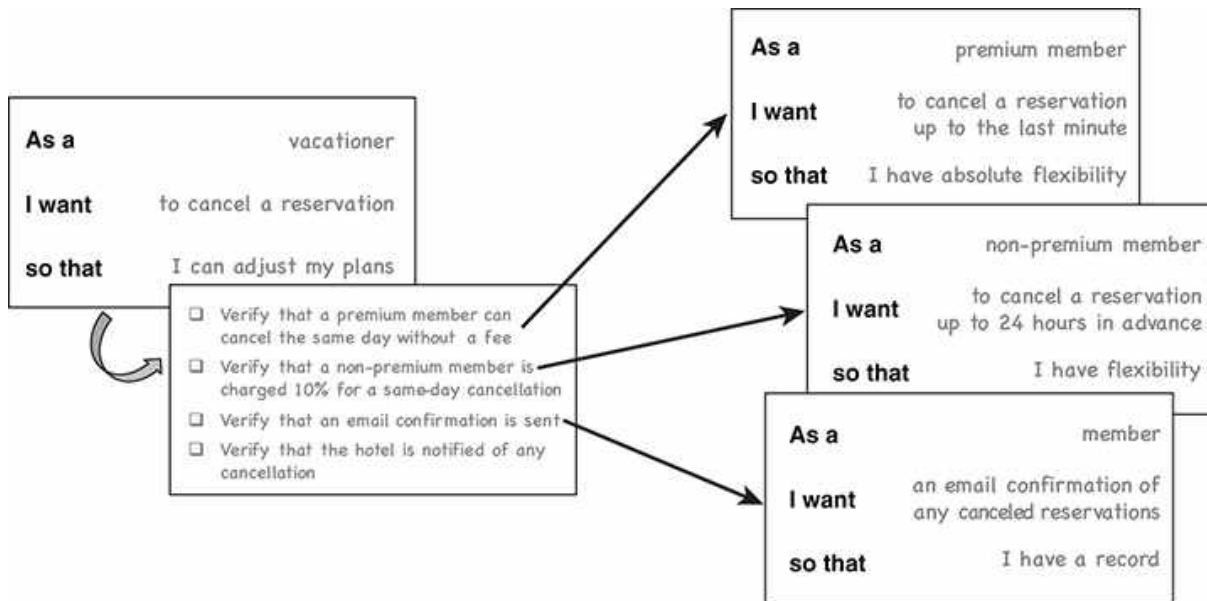 As a vacationer
I want to cancel a reservation
so that I can adjust my plans
❑ Verify that a premium member can
cancel the same day without a fee
❑ Verify that a non-premium member is
charged 10% for a same-day cancellation
❑ Verify that an email confirmation is sent
❑ Verify that the hotel is notified of any
cancellation
As a premium member
I want to cancel a reservation
up to the last minute
so that I have absolute flexibility
As a non-premium member
I want to cancel a reservation
up to 24 hours in advance
so that I have flexibility
As a member
I want an email confirmation of
any canceled reservations
so that I have a record